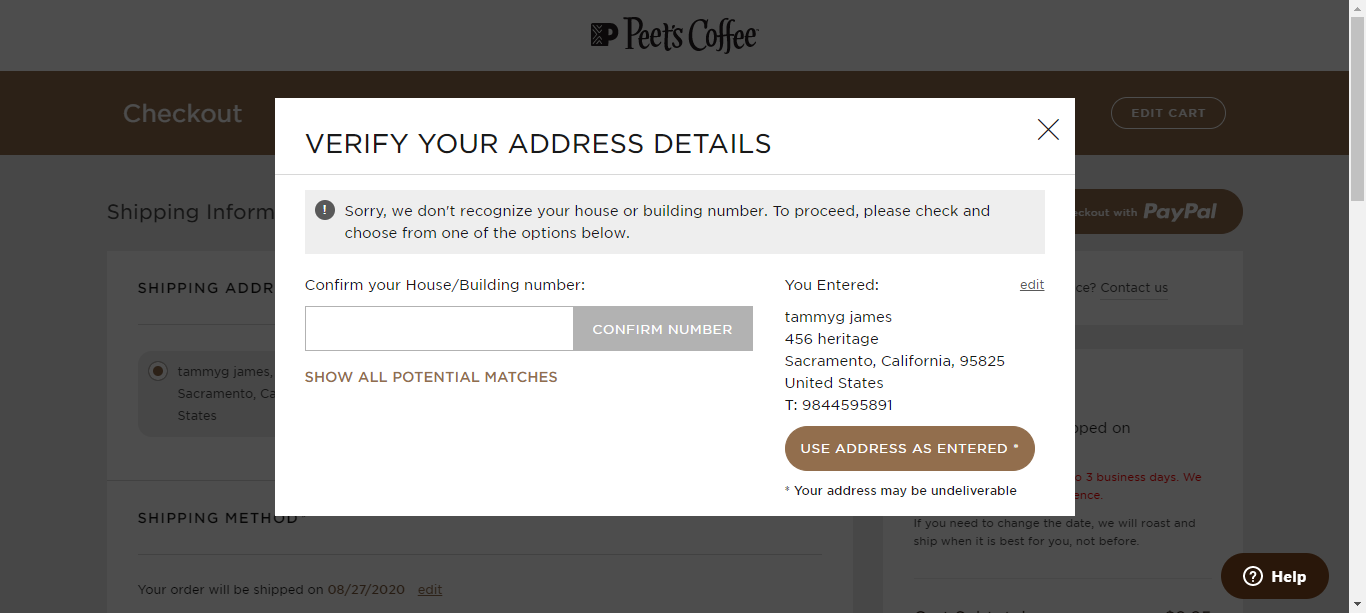 Peet's Coffee
Checkout
EDIT CART
VERIFY YOUR ADDRESS DETAILS
Sorry, we don't recognize your house or building number. To proceed, please check and
choose from one of the options below.
Confirm your House/Building number:
CONFIRM NUMBER
SHOW ALL POTENTIAL MATCHES
You Entered:
edit
tammyg james
456 heritage
Sacramento, California, 95825
United States
T: 9844595891
USE ADDRESS AS ENTERED *
* Your address may be undeliverable
Shipping Inform
with PayPal
SHIPPING ADDR
Contact us
tammyg james,
Sacramento,
States
on
3 business days. We
If you need to change the date, we will roast and
ship when it is best for you, not before.
SHIPPING METHOD
Your order will be shipped on 08/27/2020 edit
Help